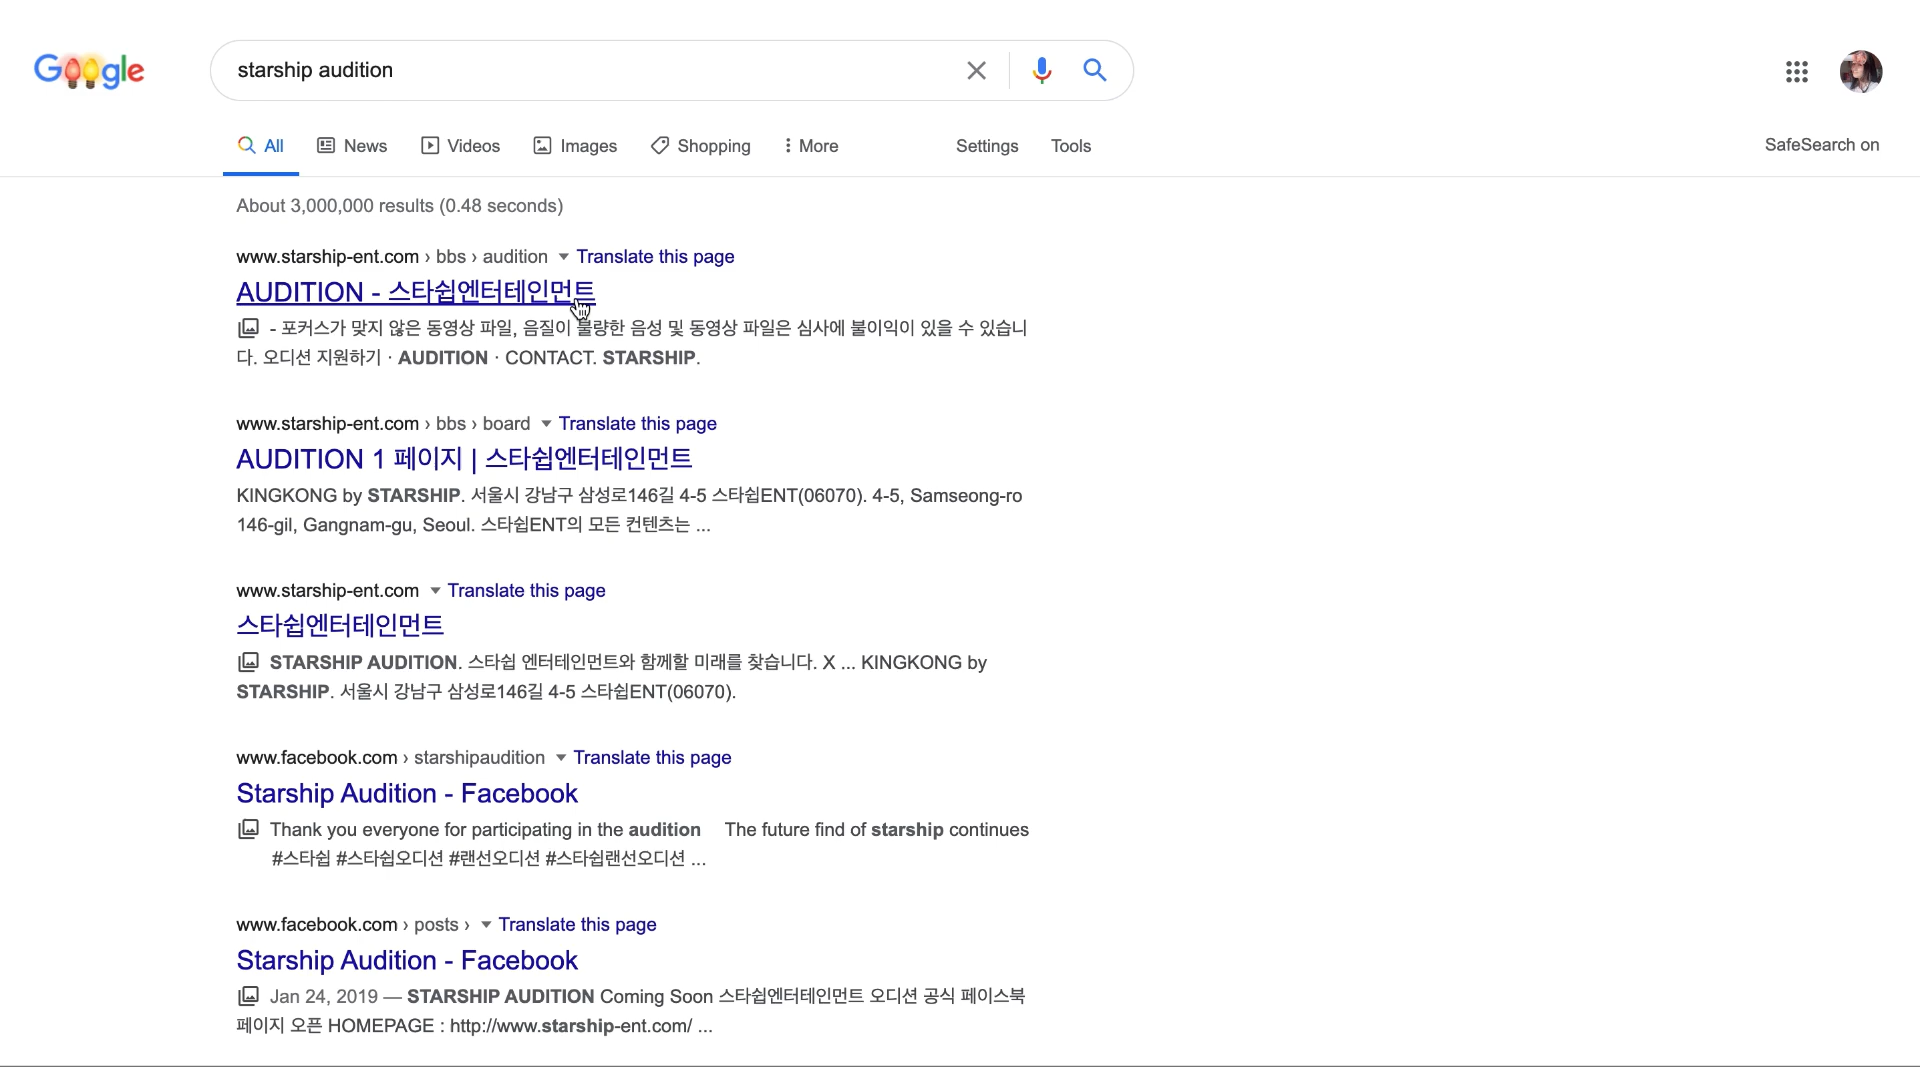 Google
starship audition
All News Videos Images Shopping More Settings Tools SafeSearch on
About 3,000,000 results (0.48 seconds)
www.starship-ent.com › bbs › audition Translate this page
AUDITION - 스타쉽엔터테인먼트
- 포커스가 맞지 않은 동영상 파일, 음질이 불량한 음성 및 동영상 파일은 심사에 불이익이 있을 수 있습니
다. 오디션 지원하기 · AUDITION · CONTACT. STARSHIP.
www.starship-ent.com › bbs › board Translate this page
AUDITION 1 페이지 | 스타쉽엔터테인먼트
KINGKONG by STARSHIP. 서울시 강남구 삼성로146길 4-5 스타쉽ENT(06070). 4-5, Samseong-ro
146-gil, Gangnam-gu, Seoul. 스타쉽ENT의 모든 컨텐츠는 ...
www.starship-ent.com Translate this page
스타쉽엔터테인먼트
STARSHIP AUDITION. 스타쉽 엔터테인먼트와 함께할 미래를 찾습니다. X ... KINGKONG by
STARSHIP. 서울시 강남구 삼성로146길 4-5 스타쉽ENT(06070).
www.facebook.com › starshipaudition Translate this page
Starship Audition - Facebook
Thank you everyone for participating in the audition The future find of starship continues
#스타쉽 #스타쉽오디션 #랜선오디션 #스타쉽랜선오디션 ...
www.facebook.com › posts › Translate this page
Starship Audition - Facebook
Jan 24, 2019 — STARSHIP AUDITION Coming Soon 스타쉽엔터테인먼트 오디션 공식 페이스북
페이지 오픈 HOMEPAGE : http://www.starship-ent.com/ ...